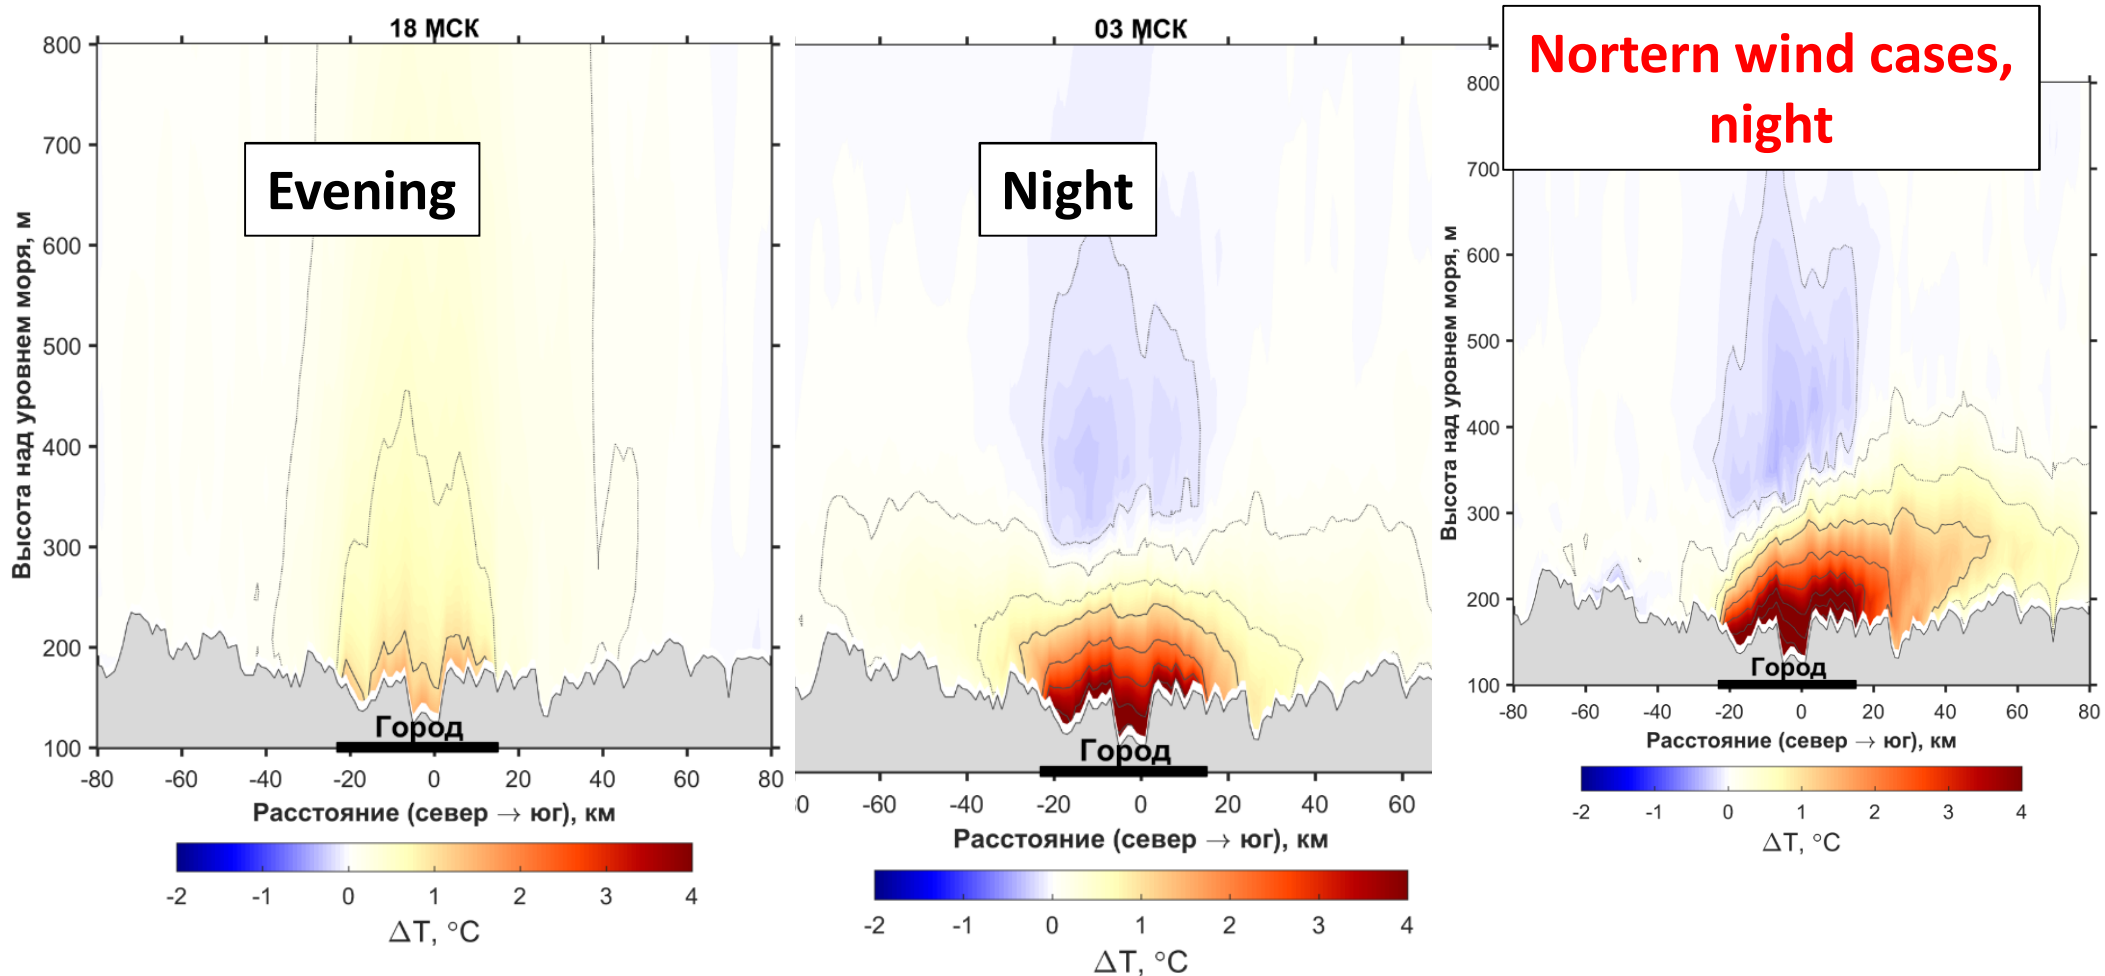 18 МСК
800
700
600
500
400
300
200
100
Высота над уровнем моря, м
Evening
Город
-80 -60 -40 -20 0 20 40 60 80
Расстояние (север → юг), км
-2 -1 0 1 2 3 4
ΔT, °C
03 МСК
Night
Город
0 -60 -40 -20 0 20 40 60
Расстояние (север → юг), км
-2 -1 0 1 2 3 4
ΔT, °C
Nortern wind cases,
night
800
700
600
500
400
300
200
100
Высота над уровнем моря, м
Город
-80 -60 -40 -20 0 20 40 60 80
Расстояние (север → юг), км
-2 -1 0 1 2 3 4
ΔT, °C